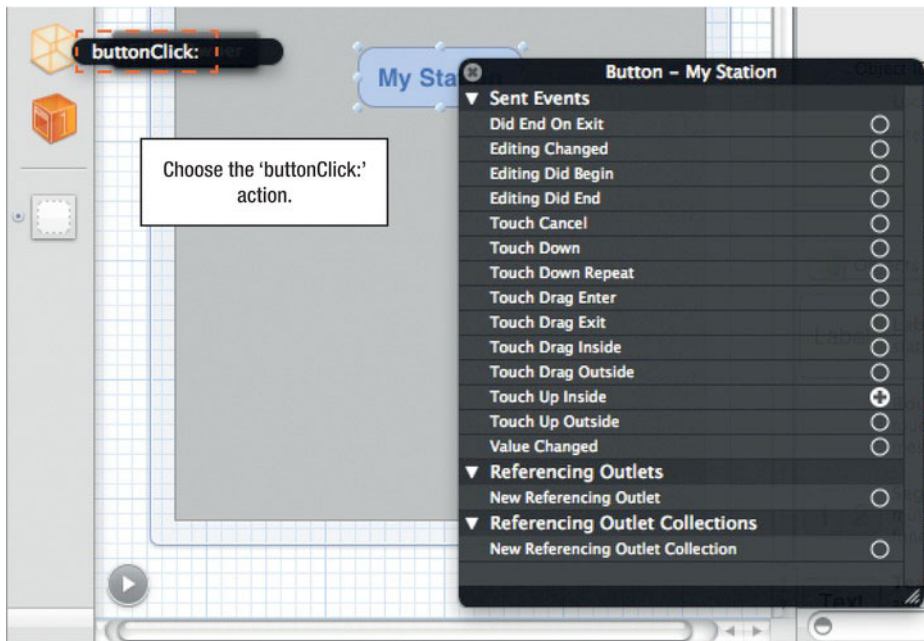 buttonClick:
My Sta
Choose the ‘buttonClick:’
action.
Button – My Station
Sent Events
Did End On Exit
Editing Changed
Editing Did Begin
Editing Did End
Touch Cancel
Touch Down
Touch Down Repeat
Touch Drag Enter
Touch Drag Exit
Touch Drag Inside
Touch Drag Outside
Touch Up Inside
Touch Up Outside
Value Changed
Referencing Outlets
New Referencing Outlet
Referencing Outlet Collections
New Referencing Outlet Collection
Text